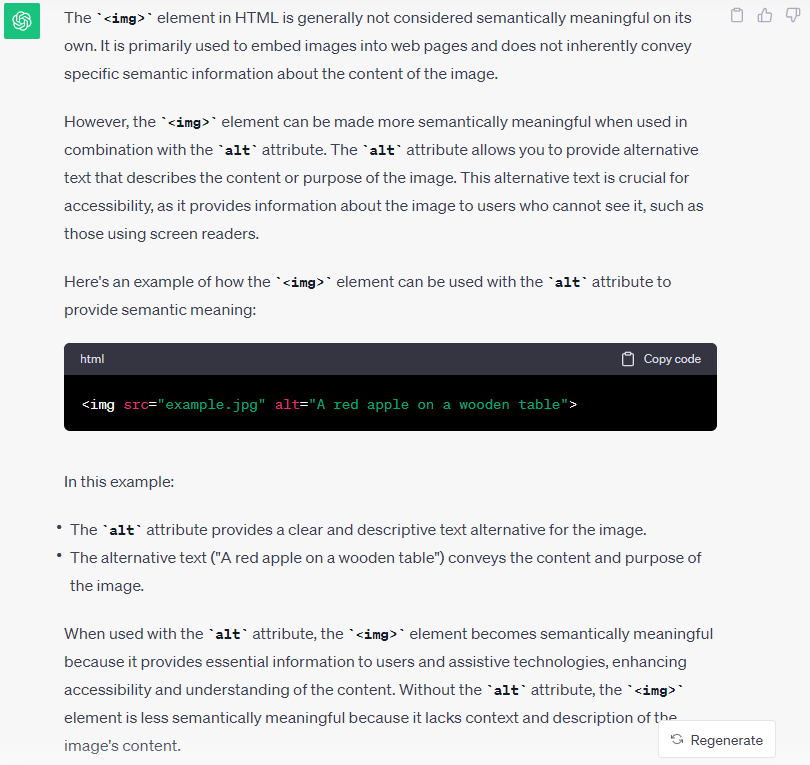 The `<img>` element in HTML is generally not considered semantically meaningful on its
own. It is primarily used to embed images into web pages and does not inherently convey
specific semantic information about the content of the image.
However, the `<img>` element can be made more semantically meaningful when used in
combination with the `alt` attribute. The `alt` attribute allows you to provide alternative
text that describes the content or purpose of the image. This alternative text is crucial for
accessibility, as it provides information about the image to users who cannot see it, such as
those using screen readers.
Here's an example of how the `<img>` element can be used with the `alt` attribute to
provide semantic meaning:
html Copy code
<img src="example.jpg" alt="A red apple on a wooden table">
In this example:
• The `alt` attribute provides a clear and descriptive text alternative for the image.
• The alternative text ("A red apple on a wooden table") conveys the content and purpose of
the image.
When used with the `alt` attribute, the `<img>` element becomes semantically meaningful
because it provides essential information to users and assistive technologies, enhancing
accessibility and understanding of the content. Without the `alt` attribute, the `<img>`
element is less semantically meaningful because it lacks context and description of the
image's content.
Regenerate